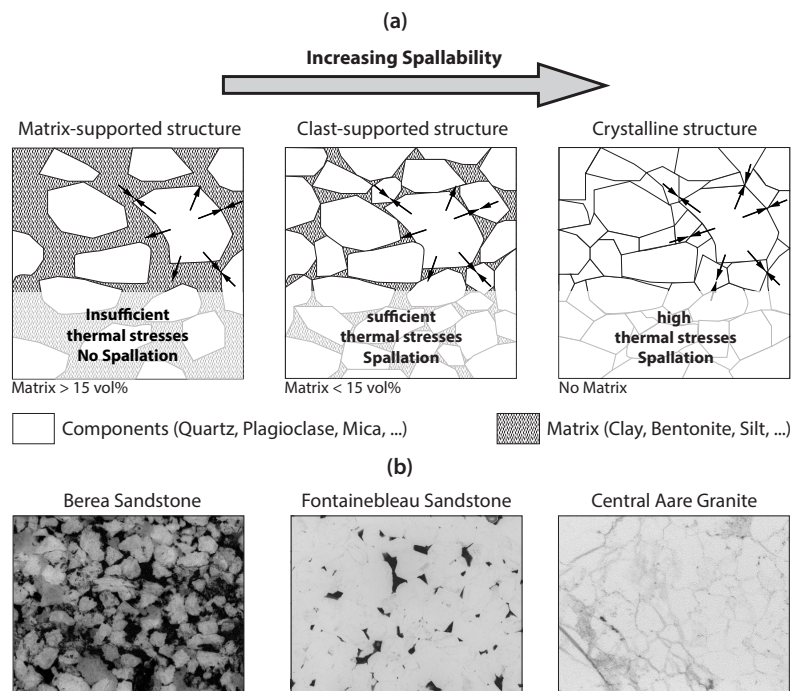 (a)
Increasing Spallability
Matrix-supported structure
Clast-supported structure
Crystalline structure
Insufficient
thermal stresses
No Spallation
sufficient
thermal stresses
Spallation
high
thermal stresses
Spallation
Matrix > 15 vol%
Matrix < 15 vol%
No Matrix
Components (Quartz, Plagioclase, Mica, ...)
Matrix (Clay, Bentonite, Silt, ...)
(b)
Berea Sandstone
Fontainebleau Sandstone
Central Aare Granite